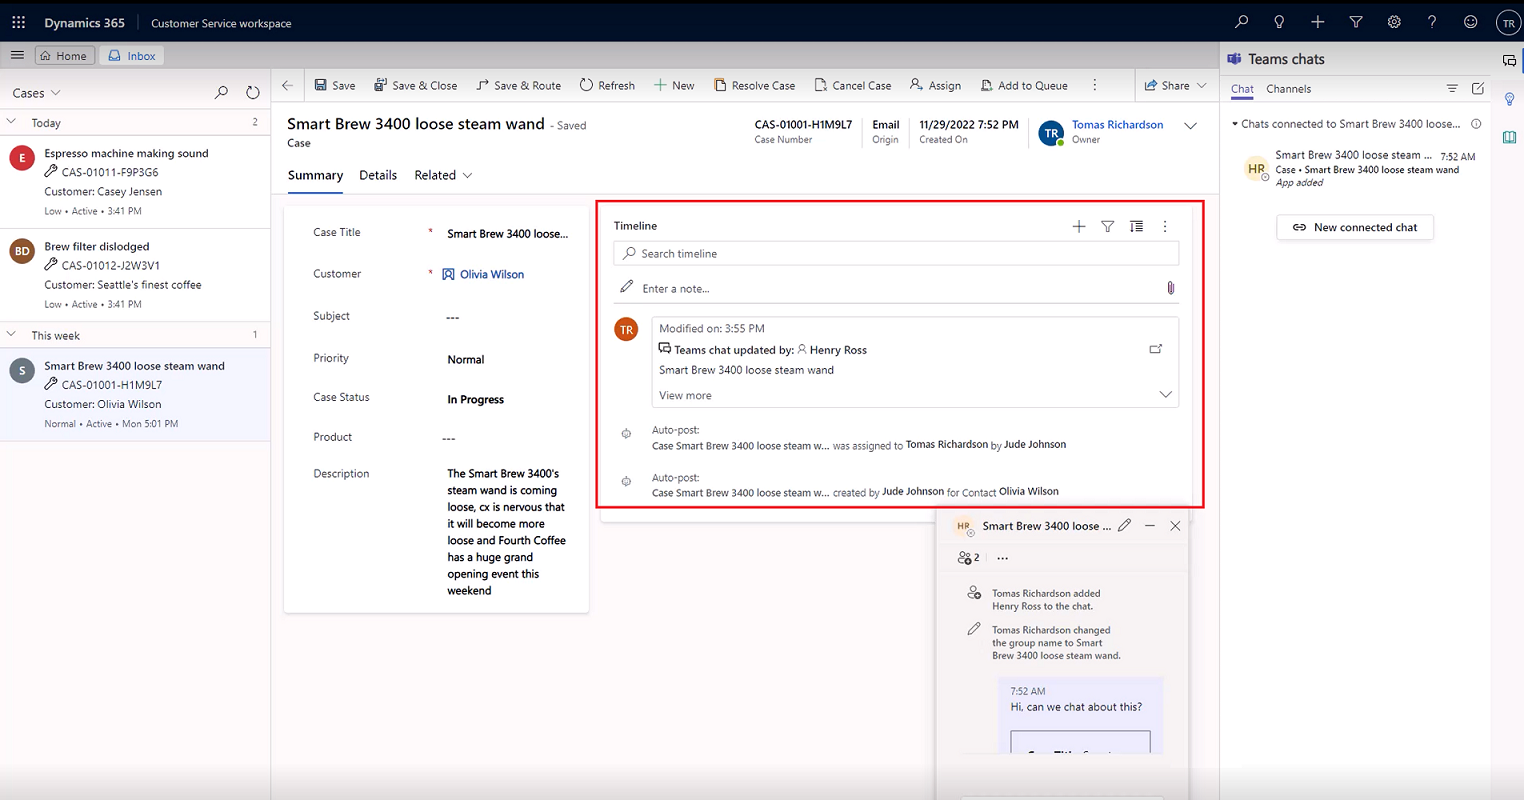 Dynamics 365
Customer Service workspace
TR
Home
Inbox
Cases
Today
2
E
Espresso machine making sound
CAS-01011-F9P3G6
Customer: Casey Jensen
Low • Active • 3:41 PM
BD
Brew filter dislodged
CAS-01012-J2W3V1
Customer: Seattle's finest coffee
Low • Active • 3:41 PM
This week
1
S
Smart Brew 3400 loose steam wand
CAS-01001-H1M9L7
Customer: Olivia Wilson
Normal • Active • Mon 5:01 PM
Save
Save & Close
Save & Route
Refresh
New
Resolve Case
Cancel Case
Assign
Add to Queue
Share
Smart Brew 3400 loose steam wand - Saved
Case
CAS-01001-H1M9L7
Case Number
Email
Origin
11/29/2022 7:52 PM
Created On
TR
Tomas Richardson
Owner
Summary
Details
Related
Case Title
*
Smart Brew 3400 loose...
Customer
*
Olivia Wilson
Subject
---
Priority
Normal
Case Status
In Progress
Product
---
Description
The Smart Brew 3400's
steam wand is coming
loose, cx is nervous that
it will become more
loose and Fourth Coffee
has a huge grand
opening event this
weekend
Timeline
Search timeline
Enter a note...
TR
Modified on: 3:55 PM
Teams chat updated by: Henry Ross
Smart Brew 3400 loose steam wand
View more
Auto-post:
Case Smart Brew 3400 loose steam w... was assigned to Tomas Richardson by Jude Johnson
Auto-post:
Case Smart Brew 3400 loose steam w... created by Jude Johnson for Contact Olivia Wilson
HR
Smart Brew 3400 loose ...
2
...
Tomas Richardson added
Henry Ross to the chat.
Tomas Richardson changed
the group name to Smart
Brew 3400 loose steam wand.
7:52 AM
Hi, can we chat about this?
Teams chats
Chat
Channels
Chats connected to Smart Brew 3400 loose...
HR
Smart Brew 3400 loose steam ...
7:52 AM
Case • Smart Brew 3400 loose steam wand
App added
New connected chat